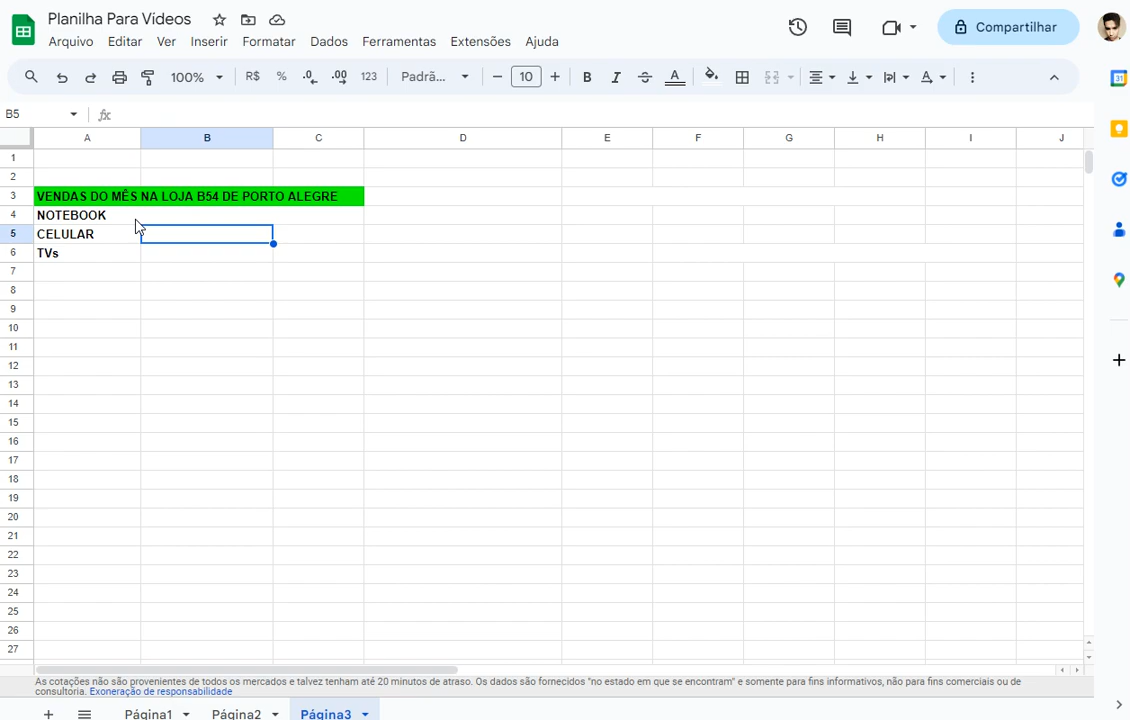 Planilha Para Vídeos
Arquivo Editar Ver Inserir Formatar Dados Ferramentas Extensões Ajuda
Compartilhar
100% R$ % .0 .00 123 Padrã... 10 B I S A
B5 fx
A B C D E F G H I J
1
2
3 VENDAS DO MÊS NA LOJA B54 DE PORTO ALEGRE
4 NOTEBOOK
5 CELULAR
6 TVs
7
8
9
10
11
12
13
14
15
16
17
18
19
20
21
22
23
24
25
26
27
As cotações não são provenientes de todos os mercados e talvez tenham até 20 minutos de atraso. Os dados são fornecidos "no estado em que se encontram" e somente para fins informativos, não para fins comerciais ou de
consultoria. Exoneração de responsabilidade
Página1 Página2 Página3
31